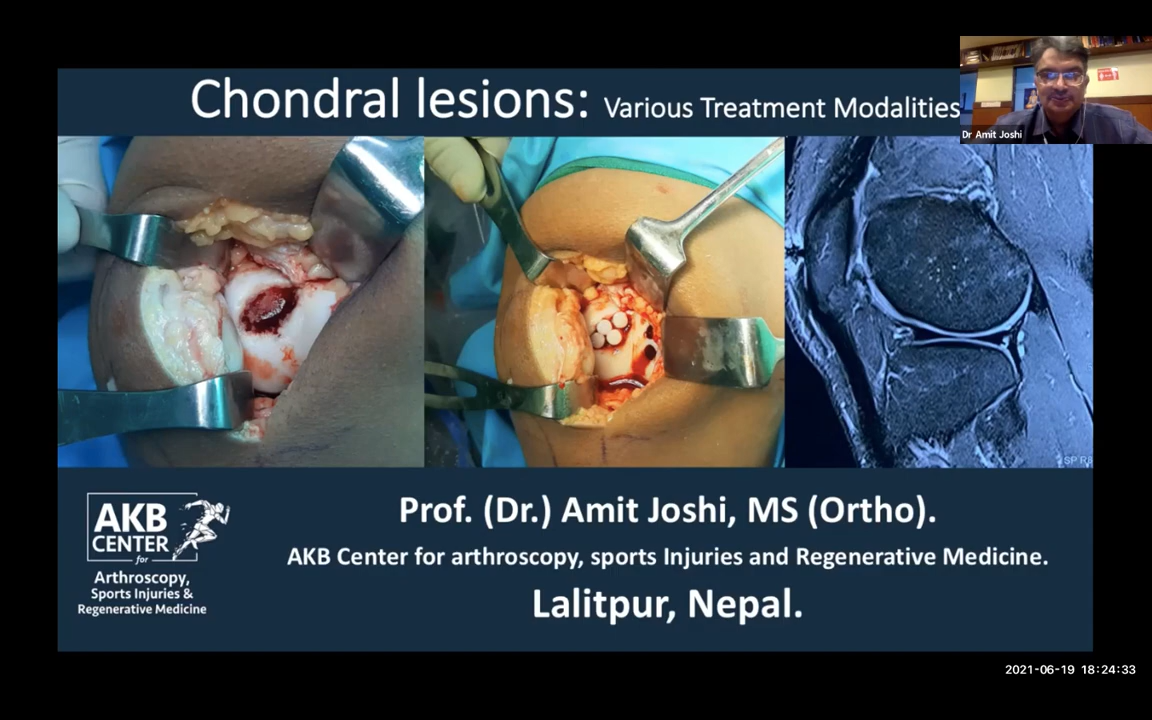 Chondral lesions: Various Treatment Modalities
Dr Amit Joshi
SP R8
AKB
CENTER
for
Arthroscopy,
Sports Injuries &
Regenerative Medicine
Prof. (Dr.) Amit Joshi, MS (Ortho).
AKB Center for arthroscopy, sports Injuries and Regenerative Medicine.
Lalitpur, Nepal.
2021-06-19 18:24:33